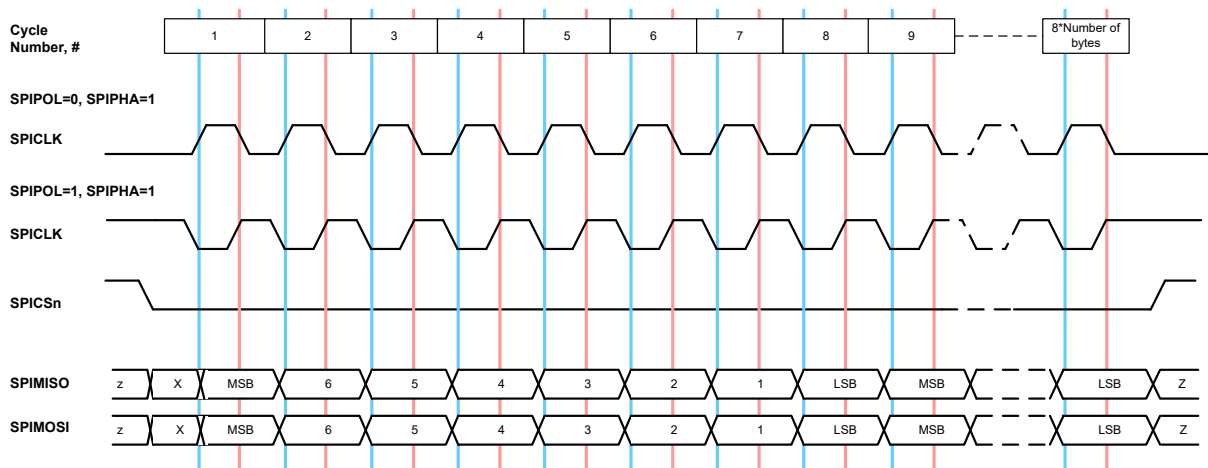 Cycle
Number, #
1 2 3 4 5 6 7 8 9 8*Number of
bytes
SPIPOL=0, SPIPHA=1
SPICLK
SPIPOL=1, SPIPHA=1
SPICLK
SPICSn
SPIMISO z X MSB 6 5 4 3 2 1 LSB MSB LSB Z
SPIMOSI z X MSB 6 5 4 3 2 1 LSB MSB LSB Z